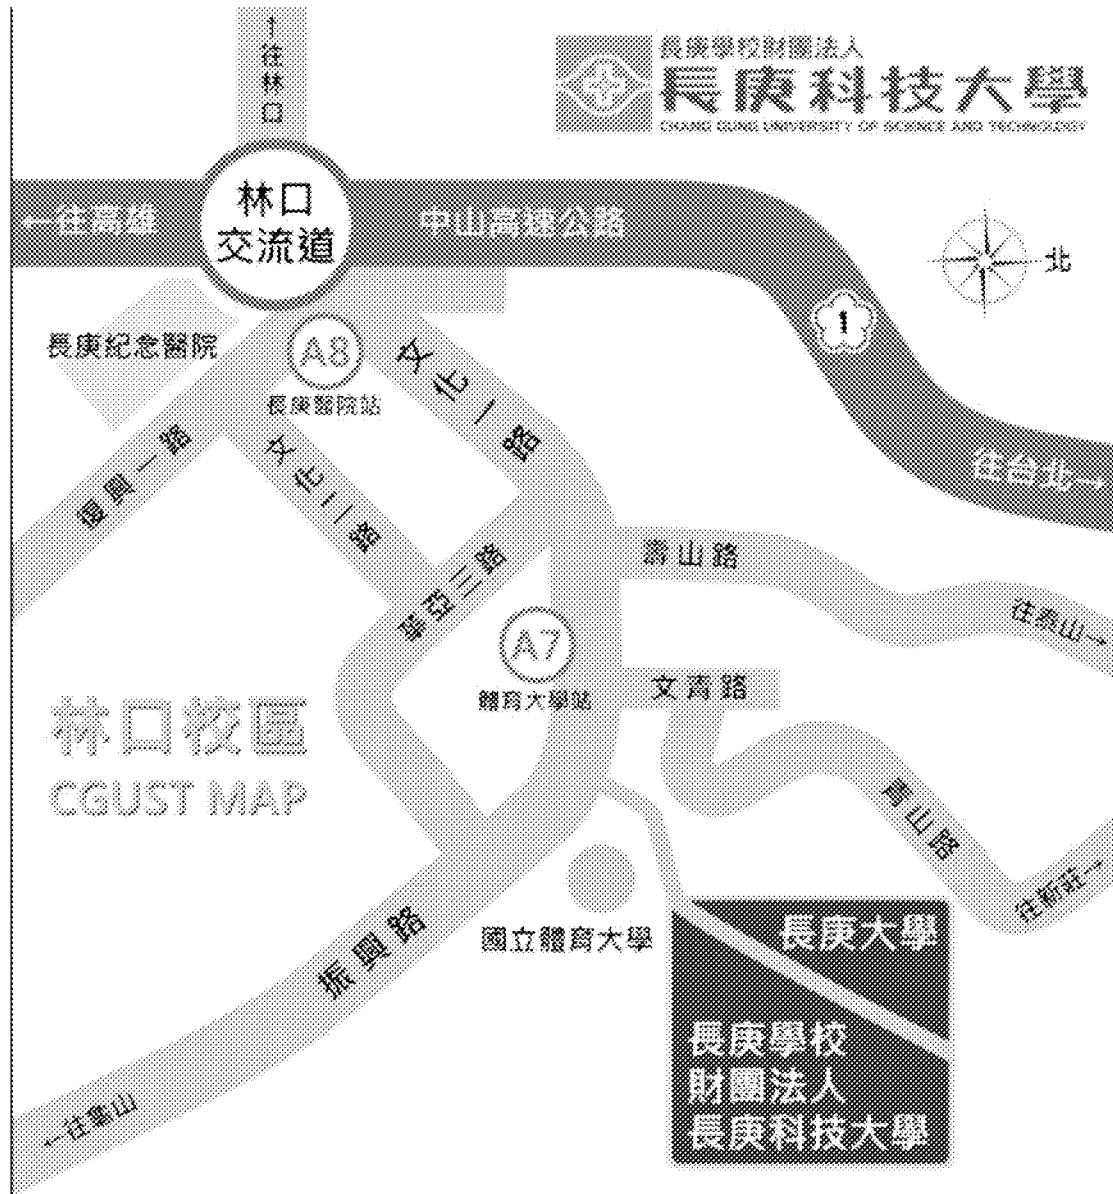 ↑往林口
長庚學校財團法人
長庚科技大學
CHANG GUNG UNIVERSITY OF SCIENCE AND TECHNOLOGY
林口
交流道
←往高雄
中山高速公路
北
1
長庚紀念醫院
A8
長庚醫院站
文化一路
往台北→
復興一路
文化二路
華亞三路
壽山路
往泰山→
A7
體育大學站
文青路
林口校區
CGUST MAP
青山路
往新莊→
國立體育大學
振興路
長庚大學
長庚學校
財團法人
長庚科技大學
←往龜山